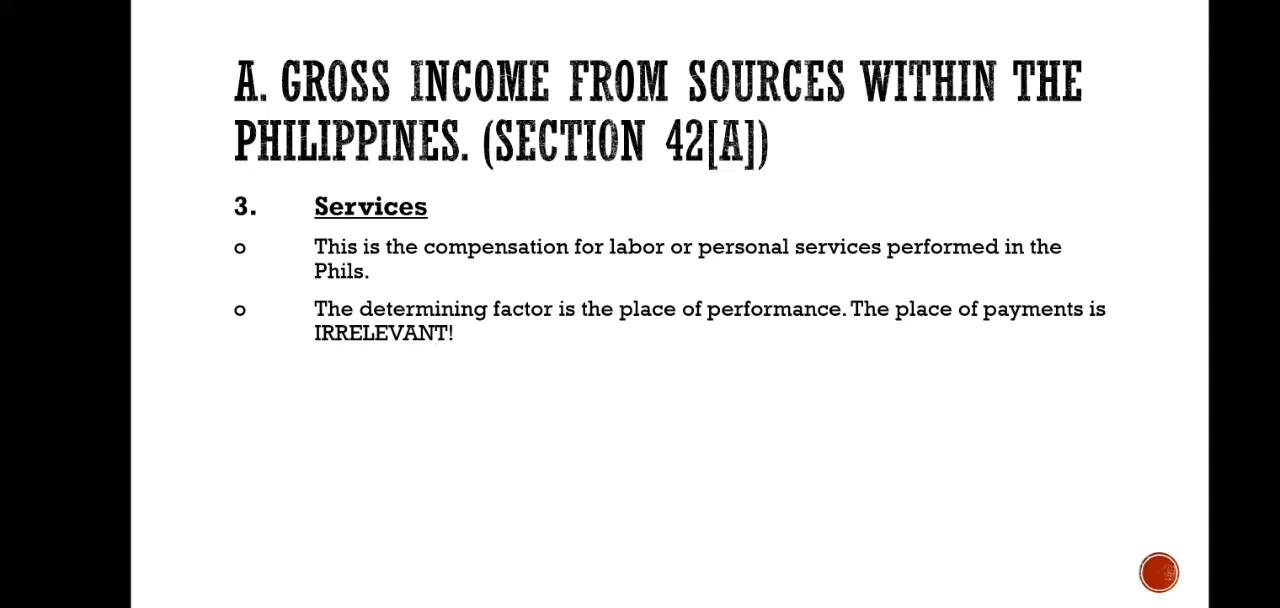 A. GROSS INCOME FROM SOURCES WITHIN THE
PHILIPPINES. (SECTION 42[A])
3. Services
o This is the compensation for labor or personal services performed in the
Phils.
o The determining factor is the place of performance. The place of payments is
IRRELEVANT!